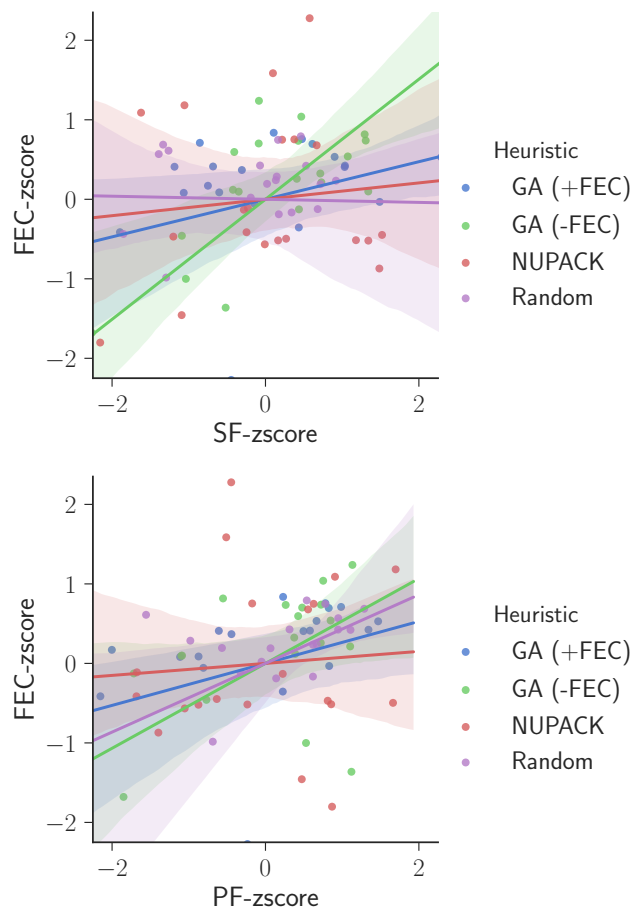 2
1
0
−1
−2
FEC-zscore
−2
0
2
SF-zscore
Heuristic
GA (+FEC)
GA (-FEC)
NUPACK
Random
2
1
0
−1
−2
FEC-zscore
−2
0
2
PF-zscore
Heuristic
GA (+FEC)
GA (-FEC)
NUPACK
Random